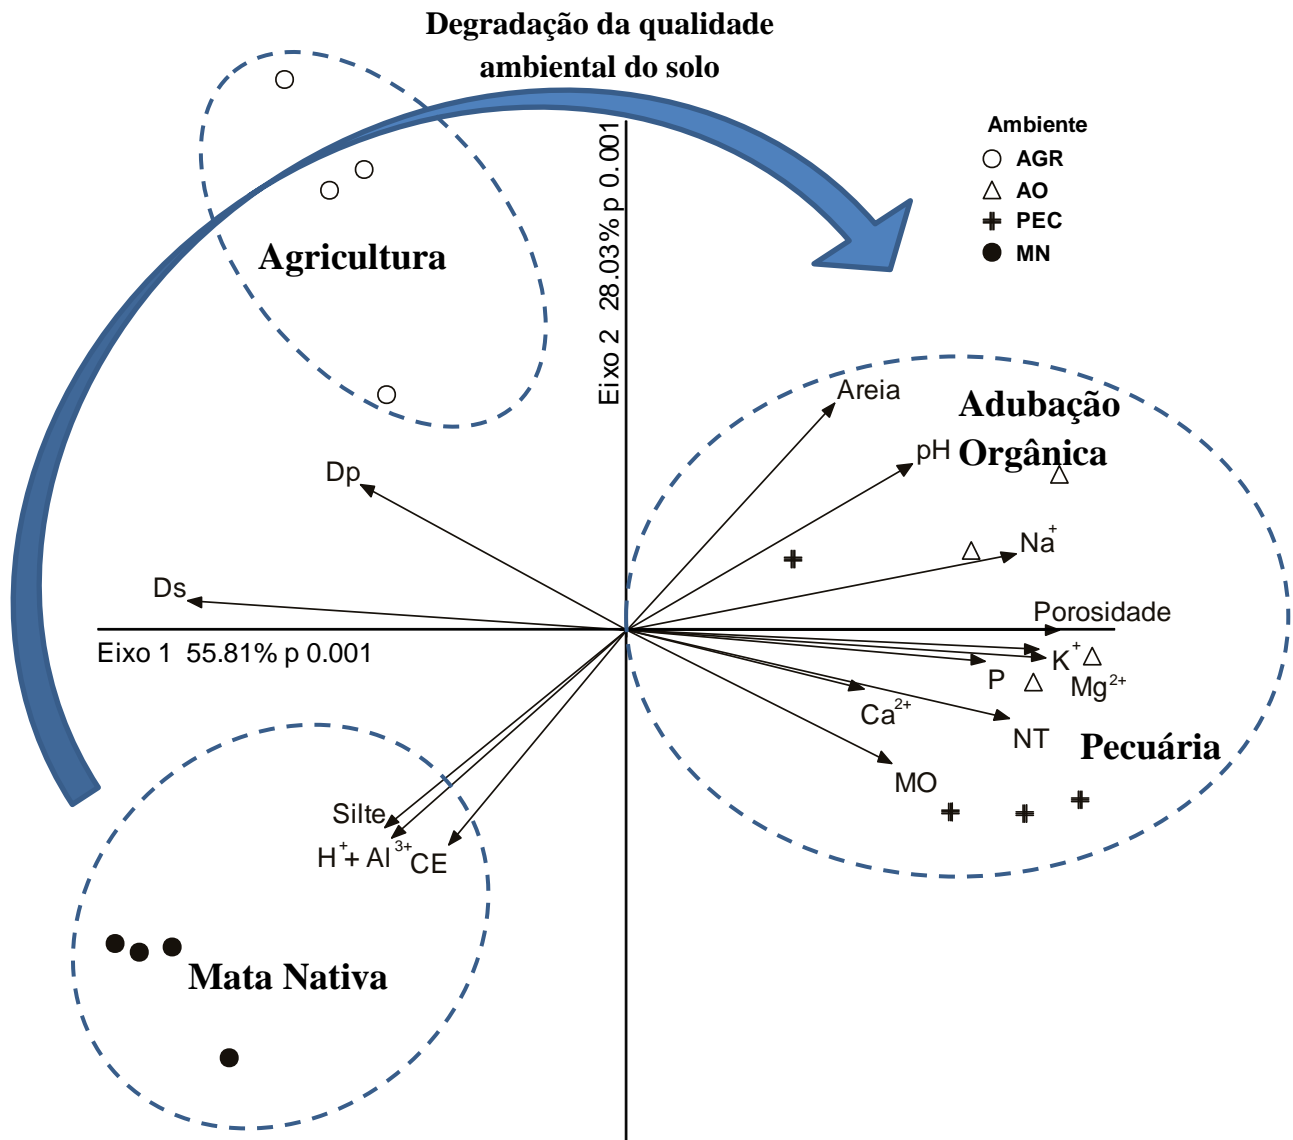 Degradação da qualidade
ambiental do solo
Ambiente
AGR
AO
PEC
MN
Eixo 2 28.03% p 0.001
Agricultura
Areia
Adubação
Orgânica
pH
Dp
Na+
Ds
Porosidade
Eixo 1 55.81% p 0.001
K+
P
Mg2+
Ca2+
NT
Pecuária
MO
Silte
H+ + Al3+
CE
Mata Nativa